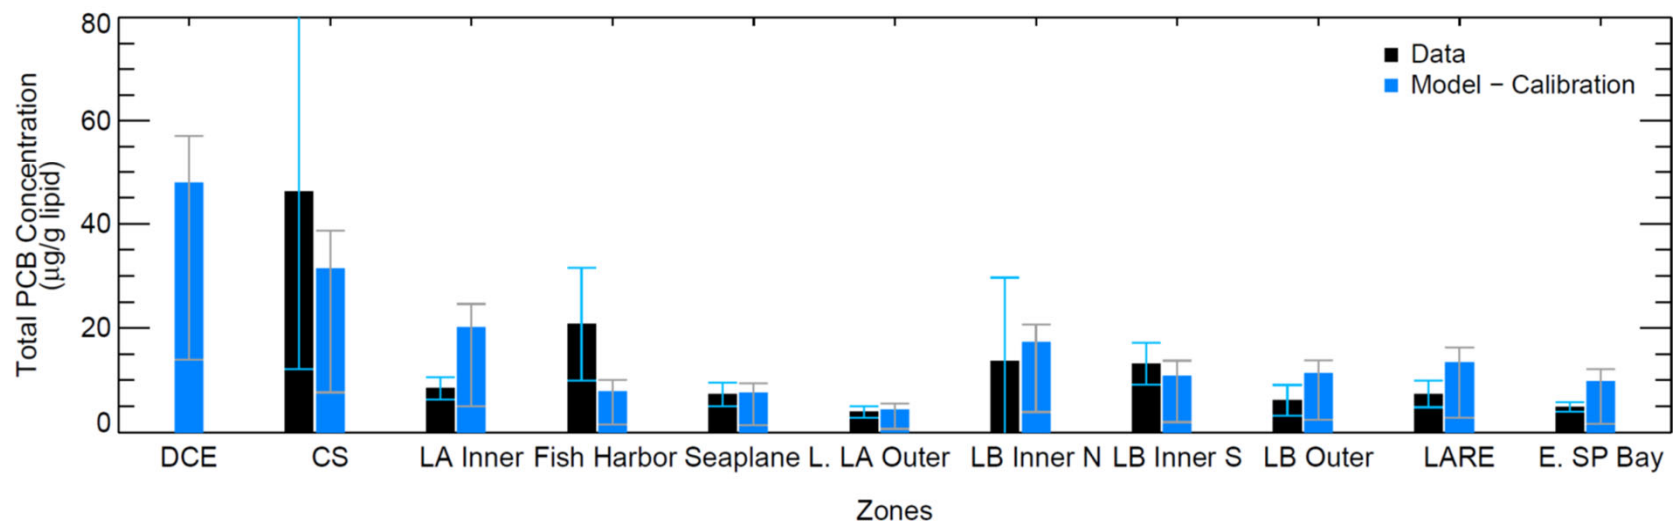 80
60
40
20
0
Total PCB Concentration
(µg/g lipid)
Data
Model − Calibration
DCE CS LA Inner Fish Harbor Seaplane L. LA Outer LB Inner N LB Inner S LB Outer LARE E. SP Bay
Zones